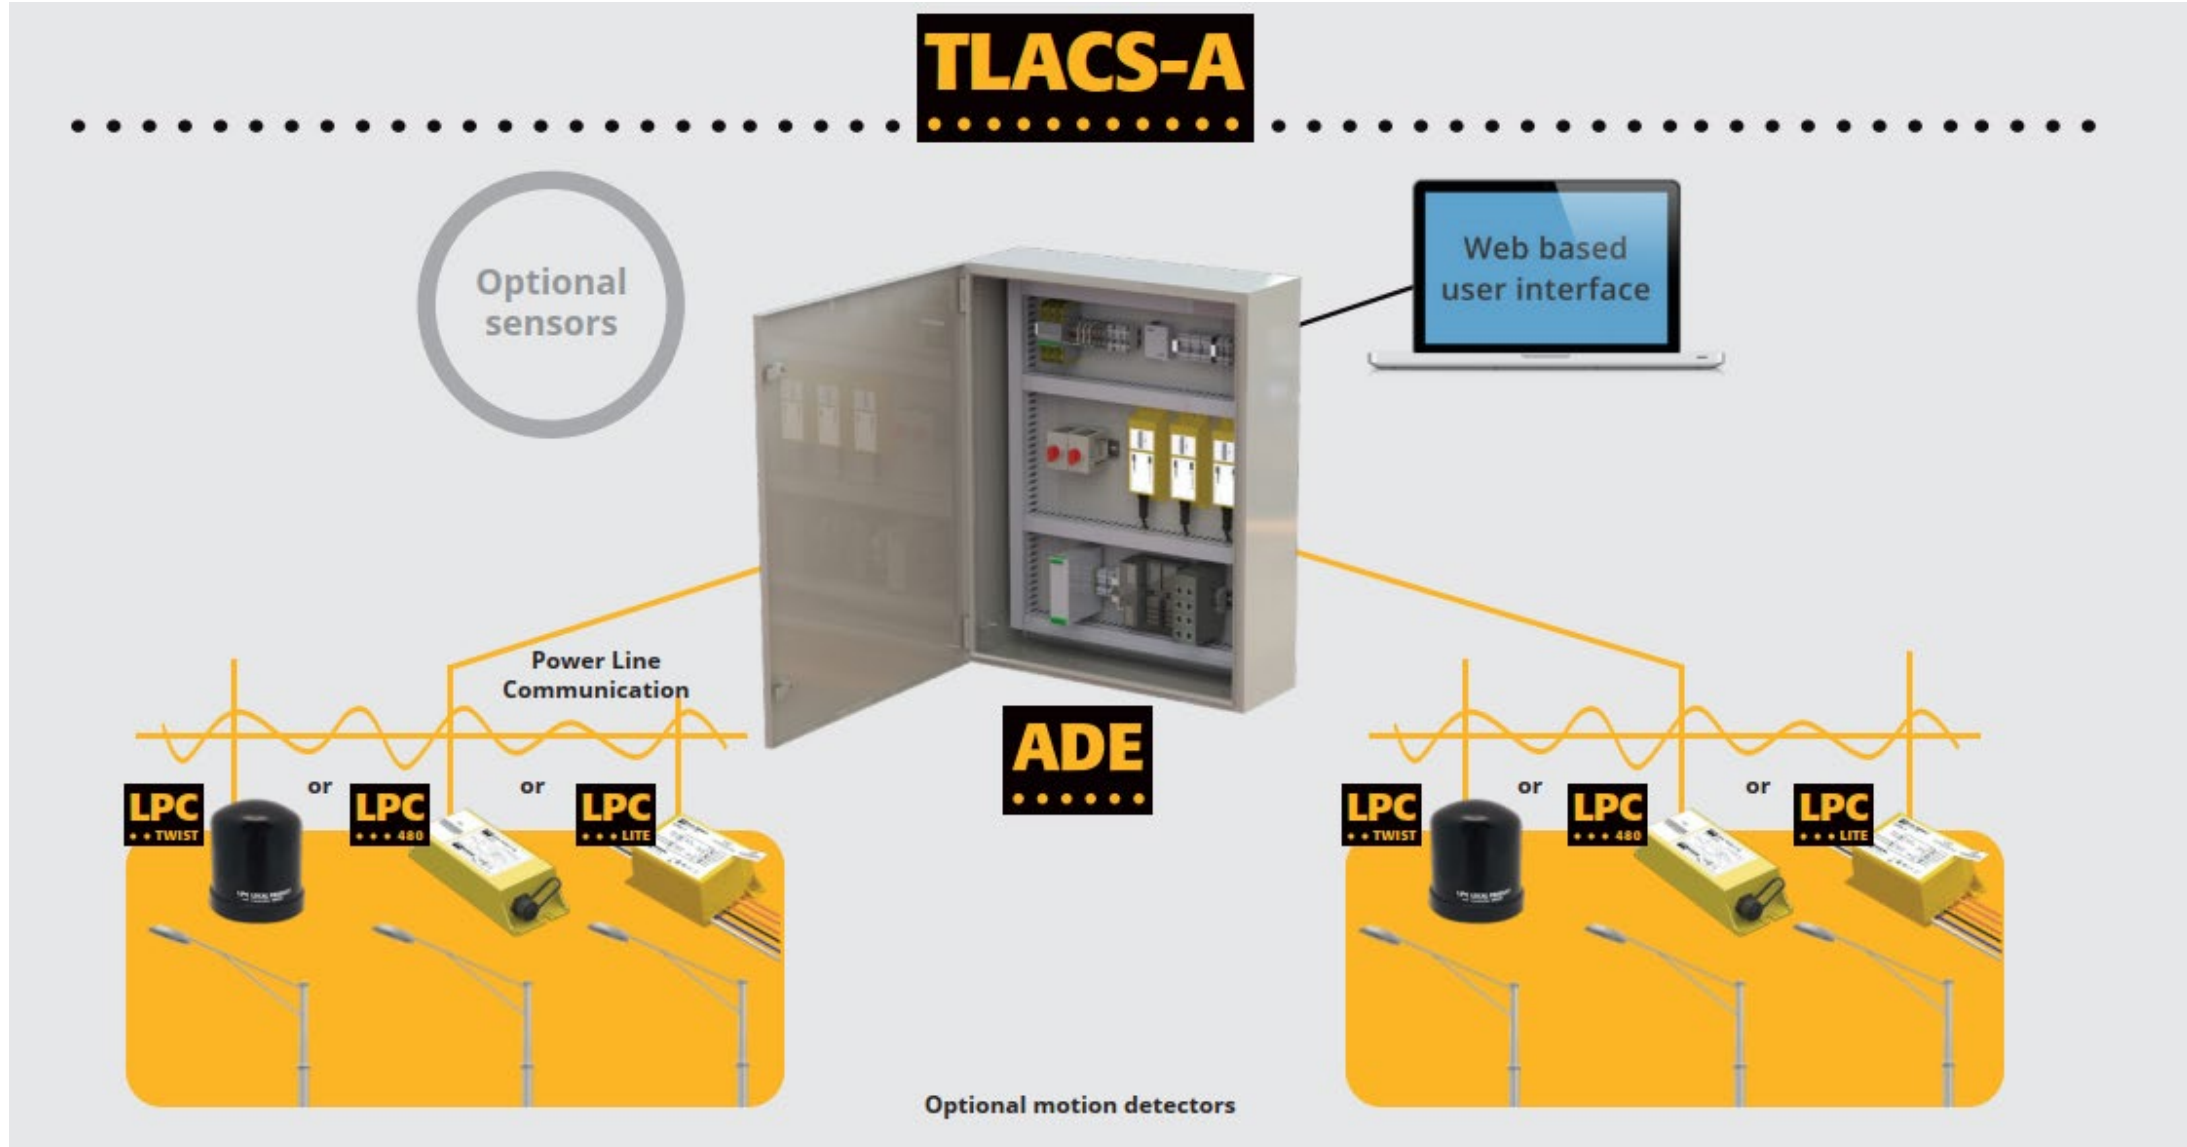 TLACS-A
Optional
sensors
Web based
user interface
Power Line
Communication
ADE
or
or
LPC
TWIST
LPC
480
LPC
LITE
or
or
LPC
TWIST
LPC
480
LPC
LITE
Optional motion detectors